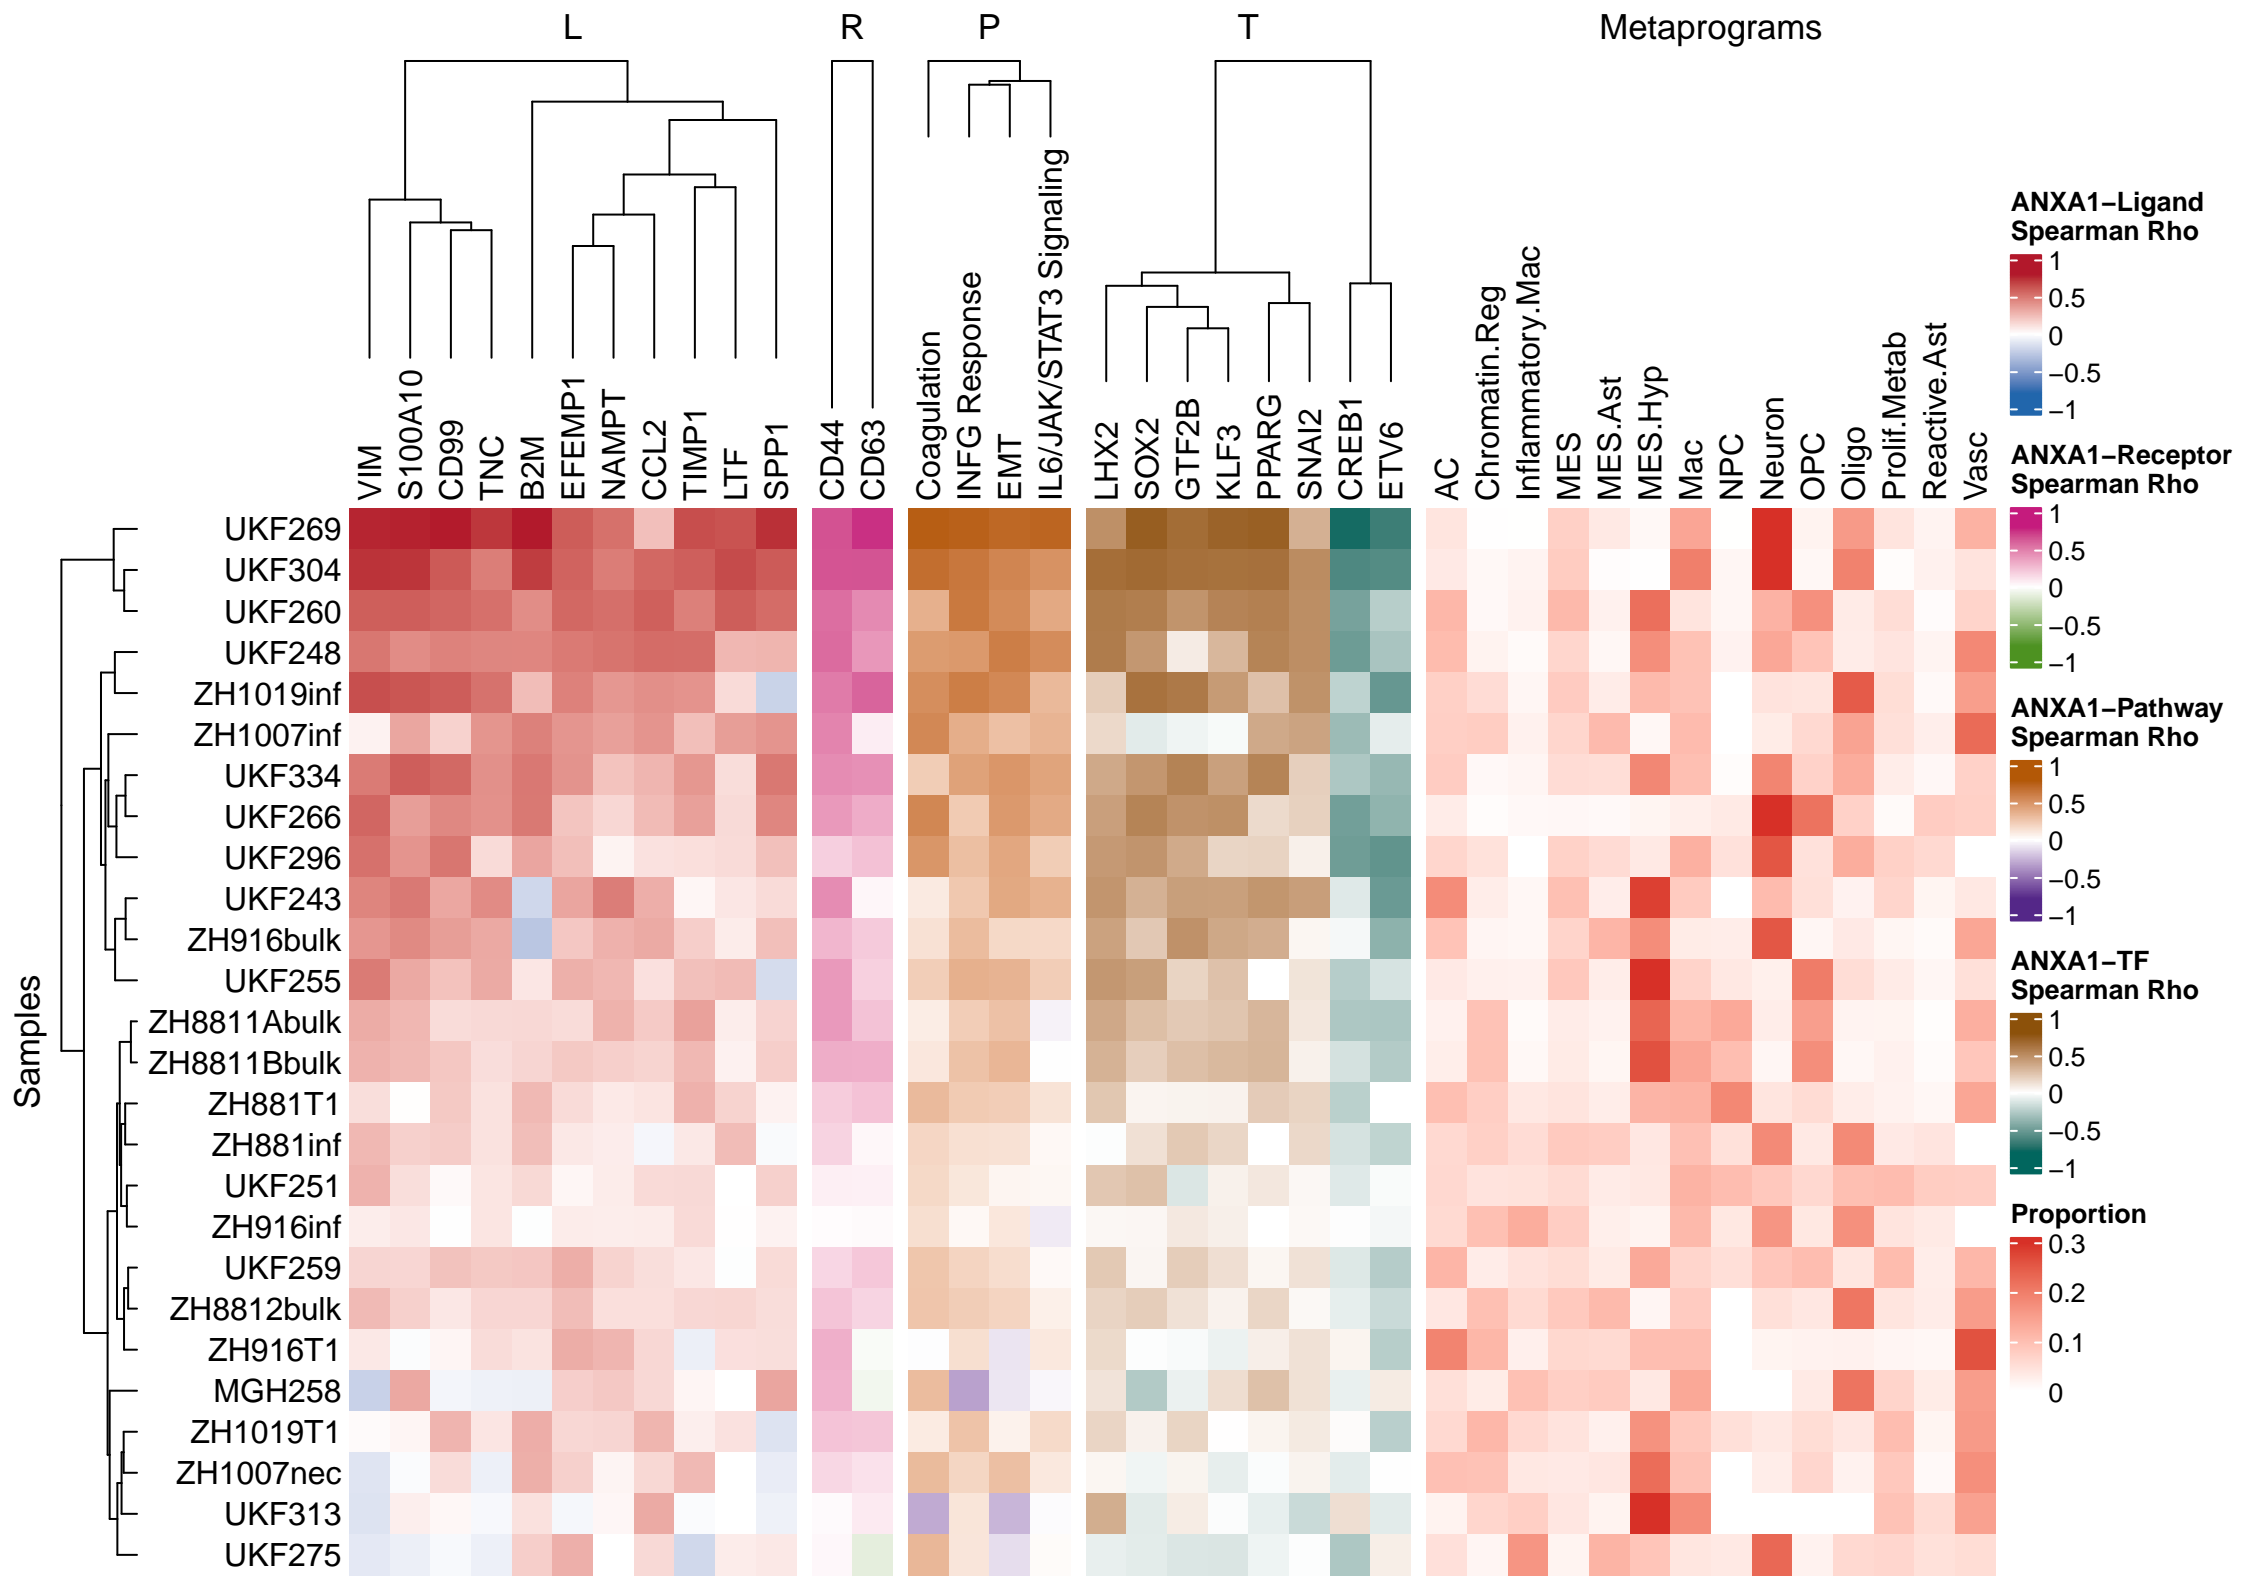 L R P T Metaprograms
VIM
S100A10
CD99
TNC
B2M
EFEMP1
NAMPT
CCL2
TIMP1
LTF
SPP1
CD44
CD63
Coagulation
INFG Response
EMT
IL6/JAK/STAT3 Signaling
LHX2
SOX2
GTF2B
KLF3
PPARG
SNAI2
CREB1
ETV6
AC
Chromatin.Reg
Inflammatory.Mac
MES
MES.Ast
MES.Hyp
Mac
NPC
Neuron
OPC
Oligo
Prolif.Metab
Reactive.Ast
Vasc
Samples
UKF269
UKF304
UKF260
UKF248
ZH1019inf
ZH1007inf
UKF334
UKF266
UKF296
UKF243
ZH916bulk
UKF255
ZH8811Abulk
ZH8811Bbulk
ZH881T1
ZH881inf
UKF251
ZH916inf
UKF259
ZH8812bulk
ZH916T1
MGH258
ZH1019T1
ZH1007nec
UKF313
UKF275
ANXA1−Ligand
Spearman Rho
1
0.5
0
−0.5
−1
ANXA1−Receptor
Spearman Rho
1
0.5
0
−0.5
−1
ANXA1−Pathway
Spearman Rho
1
0.5
0
−0.5
−1
ANXA1−TF
Spearman Rho
1
0.5
0
−0.5
−1
Proportion
0.3
0.2
0.1
0